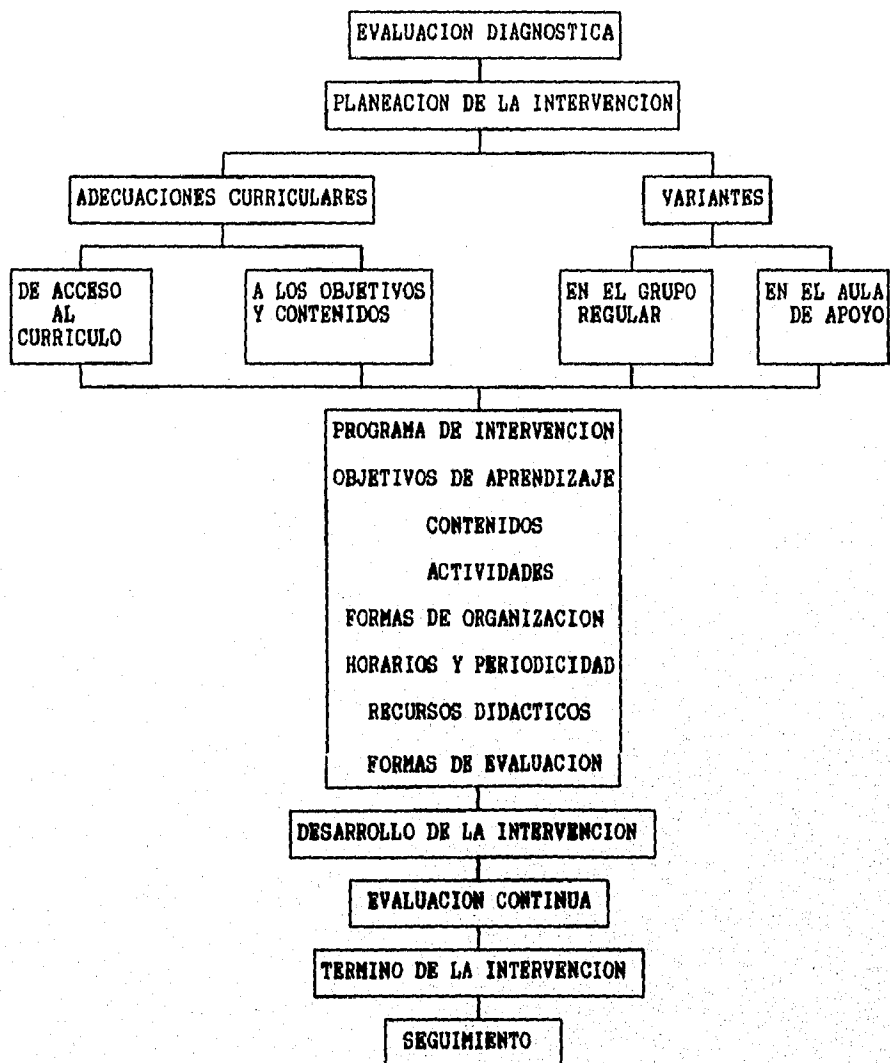 EVALUACION DIAGNOSTICA
PLANEACION DE LA INTERVENCION
ADECUACIONES CURRICULARES
VARIANTES
DE ACCESO
AL
CURRICULO
A LOS OBJETIVOS
Y CONTENIDOS
EN EL GRUPO
REGULAR
EN EL AULA
DE APOYO
PROGRAMA DE INTERVENCION
OBJETIVOS DE APRENDIZAJE
CONTENIDOS
ACTIVIDADES
FORMAS DE ORGANIZACION
HORARIOS Y PERIODICIDAD
RECURSOS DIDACTICOS
FORMAS DE EVALUACION
DESARROLLO DE LA INTERVENCION
EVALUACION CONTINUA
TERMINO DE LA INTERVENCION
SEGUIMIENTO